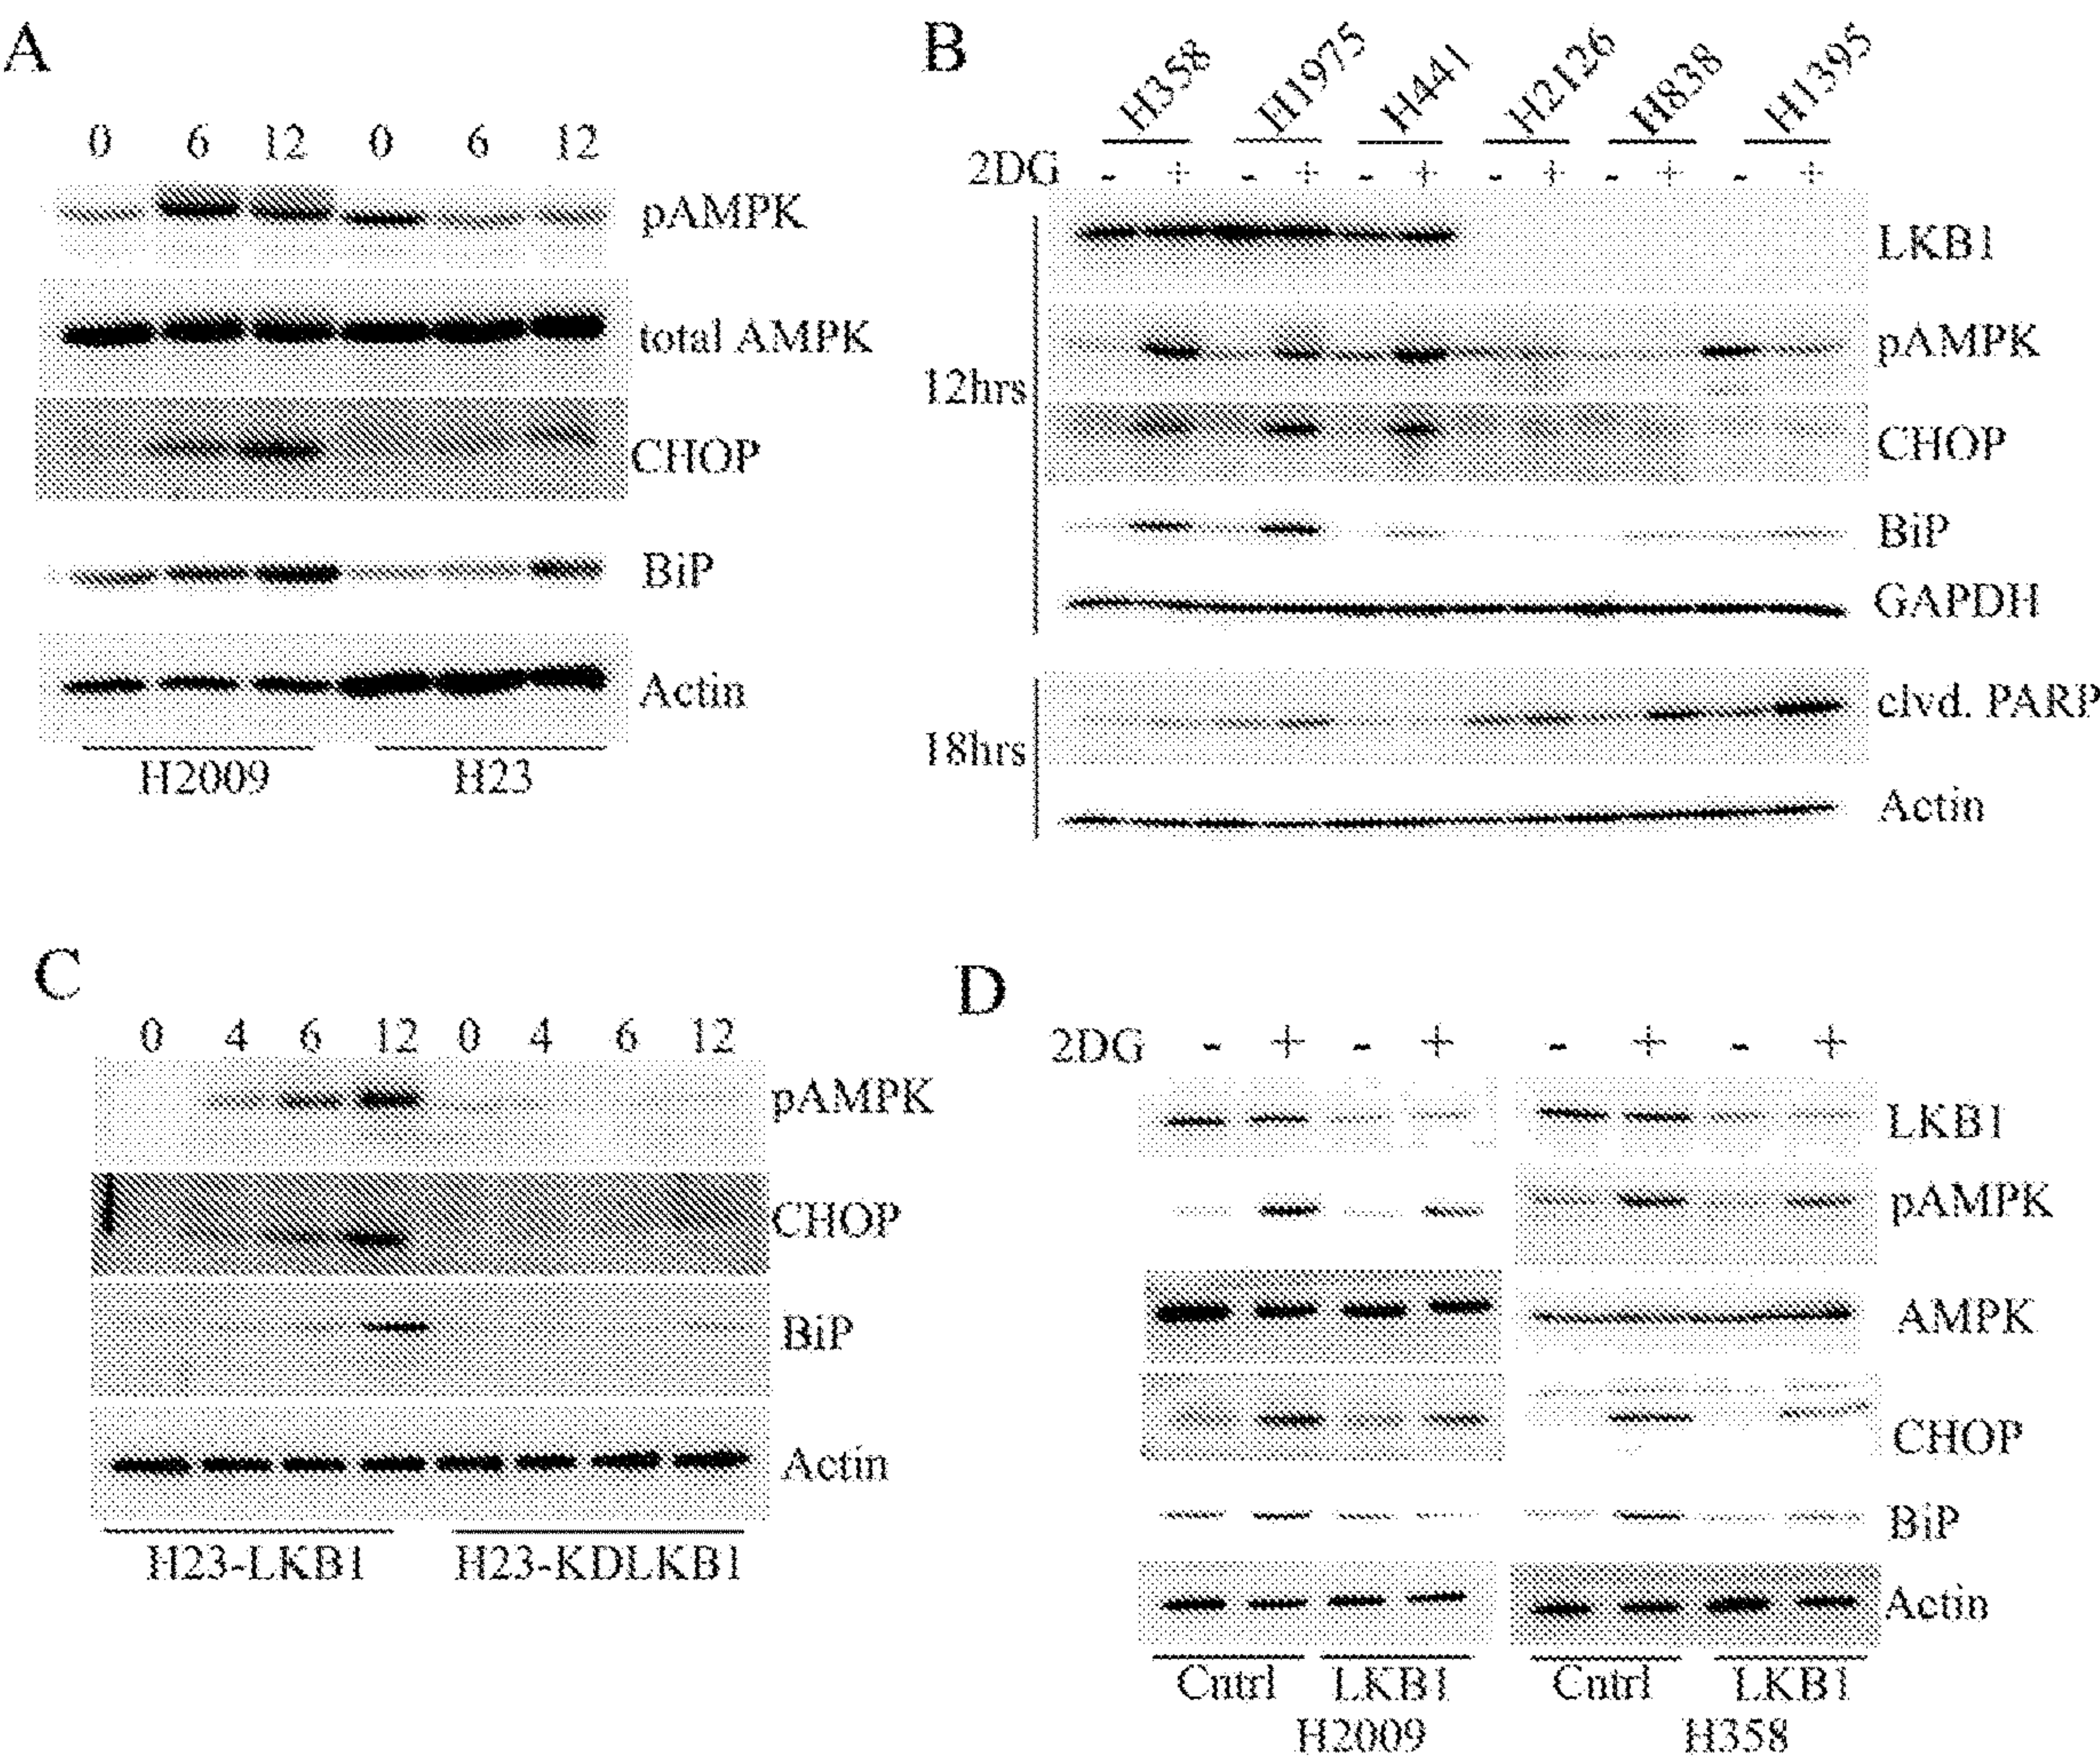 A
0 6 12 0 6 12
pAMPK
total AMPK
CHOP
BiP
Actin
H2009 H23
B
H358 H1975 H441 H2126 H838 H1395
2DG - + - + - + - + - + - +
LKB1
pAMPK
12hrs
CHOP
BiP
GAPDH
clvd. PARP
18hrs
Actin
C
0 4 6 12 0 4 6 12
pAMPK
CHOP
BiP
Actin
H23-LKB1 H23-KDLKB1
D
2DG - + - + - + - +
LKB1
pAMPK
AMPK
CHOP
BiP
Actin
Cntrl LKB1 Cntrl LKB1
H2009 H358